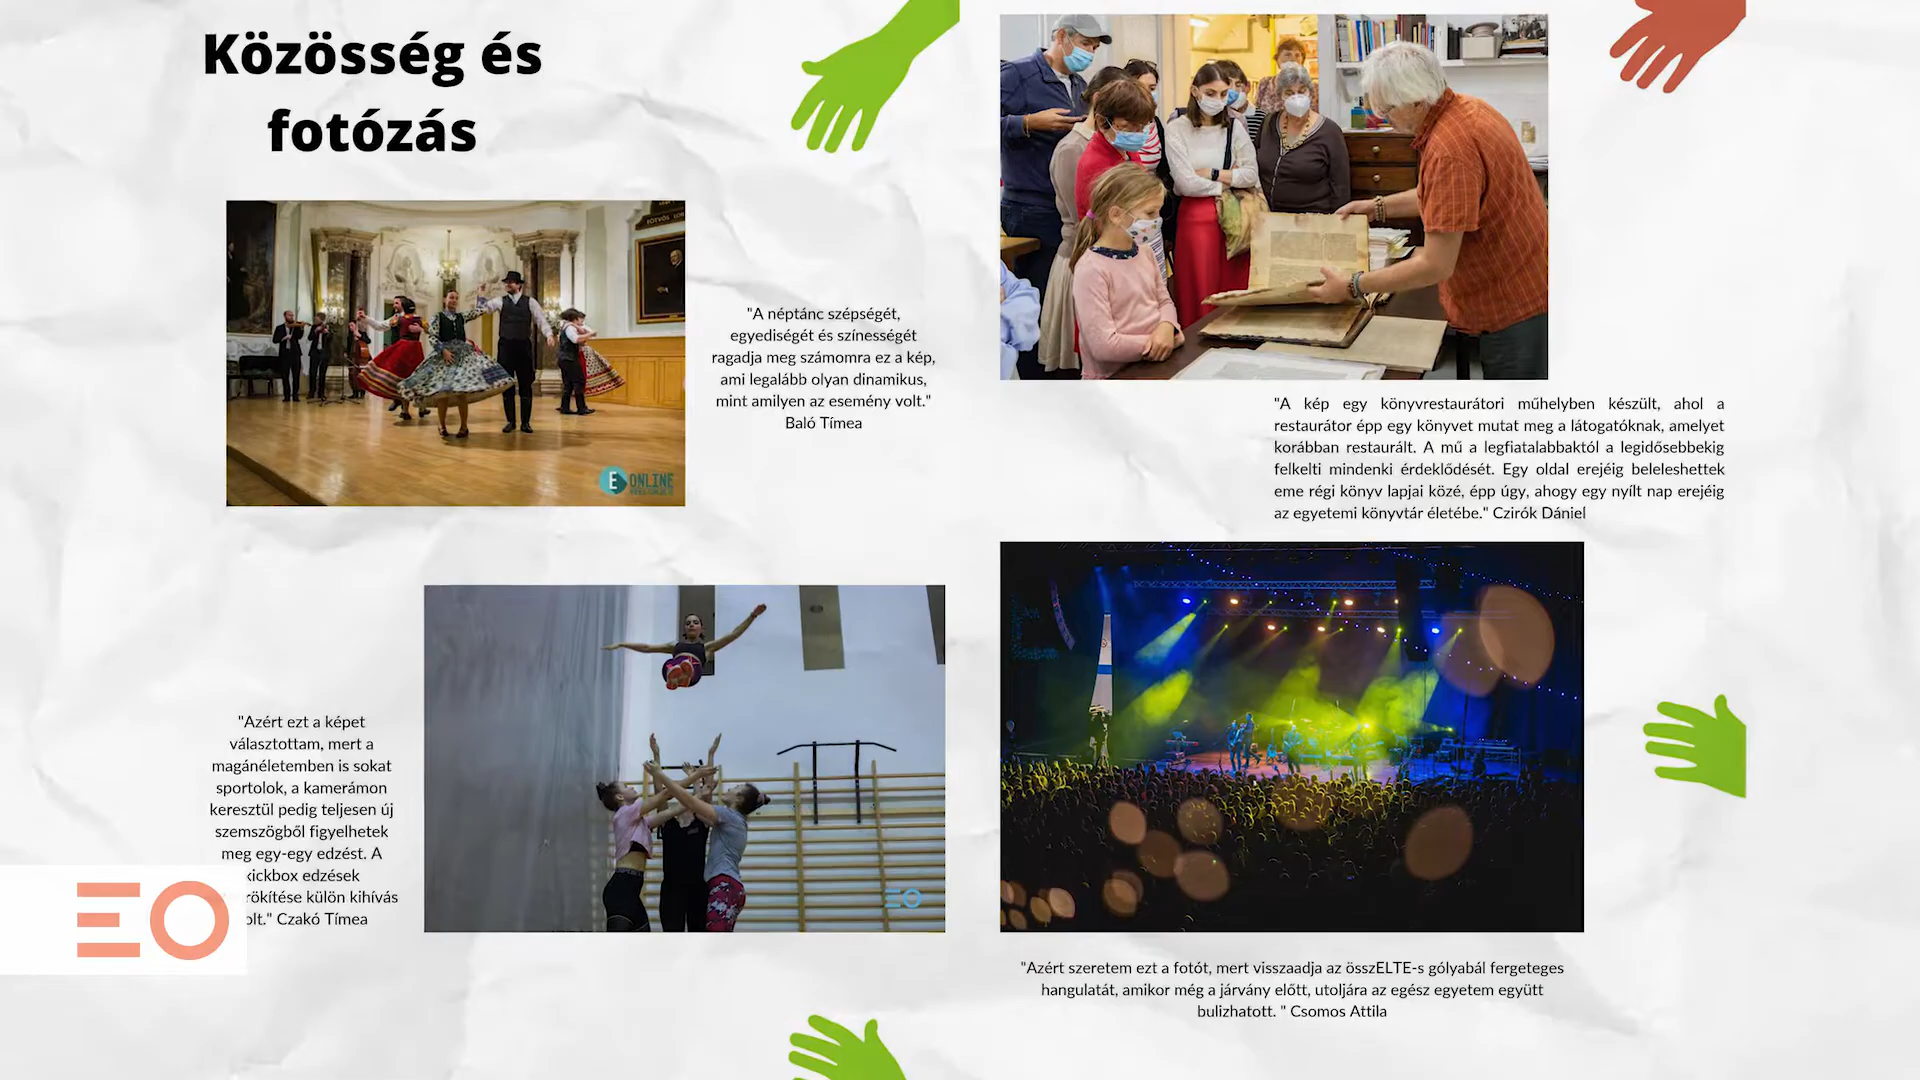 Közösség és
fotózás
"A néptánc szépségét,
egyediségét és színességét
ragadja meg számomra ez a kép,
ami legalább olyan dinamikus,
mint amilyen az esemény volt."
Baló Tímea
E ONLINE
"Azért ezt a képet
választottam, mert a
magánéletemben is sokat
sportolok, a kamerámon
keresztül pedig teljesen új
szemszögből figyelhetek
meg egy-egy edzést. A
kickbox edzések
rökítése külön kihívás
olt." Czakó Tímea
EO
EO
"A kép egy könyvrestaurátori műhelyben készült, ahol a
restaurátor épp egy könyvet mutat meg a látogatóknak, amelyet
korábban restaurált. A mű a legfiatalabbaktól a legidősebbekig
felkelti mindenki érdeklődését. Egy oldal erejéig beleleshettek
eme régi könyv lapjai közé, épp úgy, ahogy egy nyílt nap erejéig
az egyetemi könyvtár életébe." Czirók Dániel
"Azért szeretem ezt a fotót, mert visszaadja az összELTE-s gólyabál fergeteges
hangulatát, amikor még a járvány előtt, utoljára az egész egyetem együtt
bulizhatott. " Csomos Attila